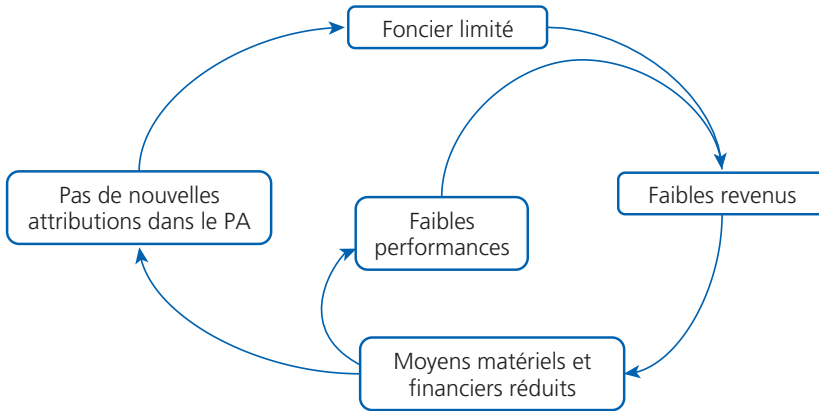 Foncier limité
Pas de nouvelles
attributions dans le PA
Faibles
performances
Faibles revenus
Moyens matériels et
financiers réduits